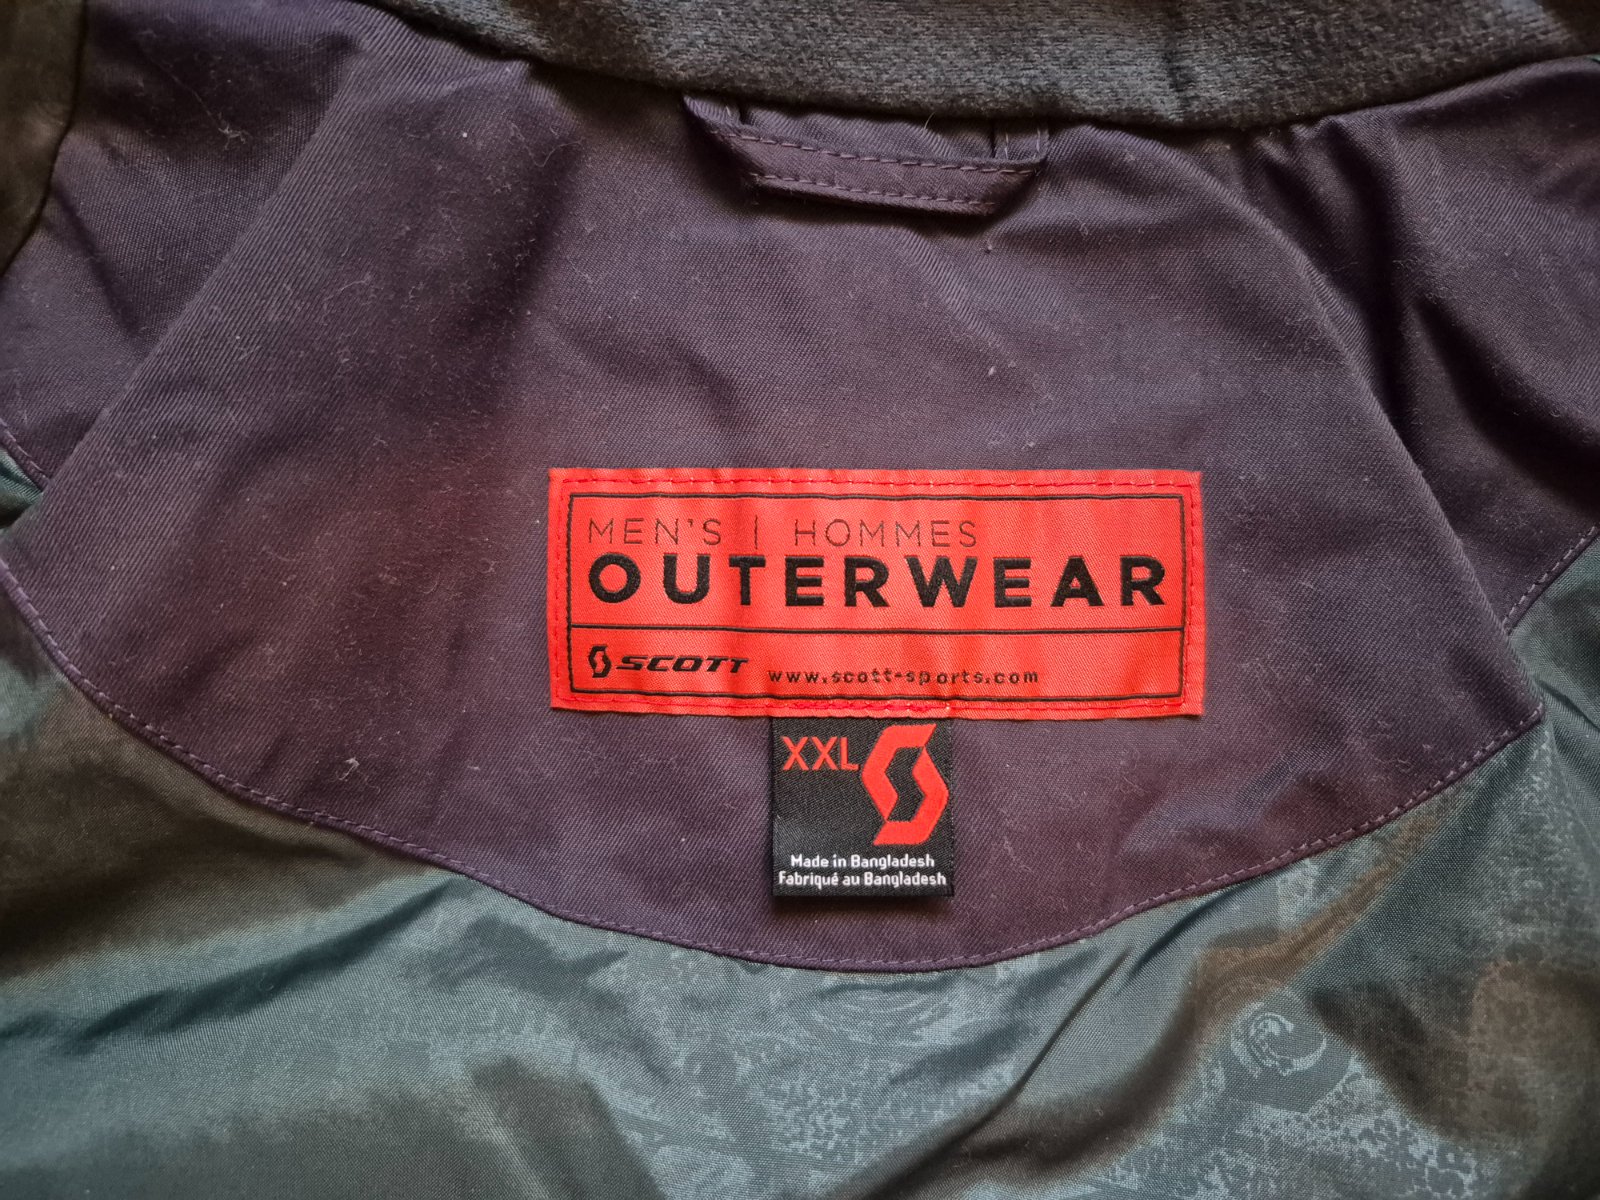 MEN'S | HOMMES
OUTERWEAR
SCOTT www.scott-sports.com
XXL
Made in Bangladesh
Fabriqué au Bangladesh